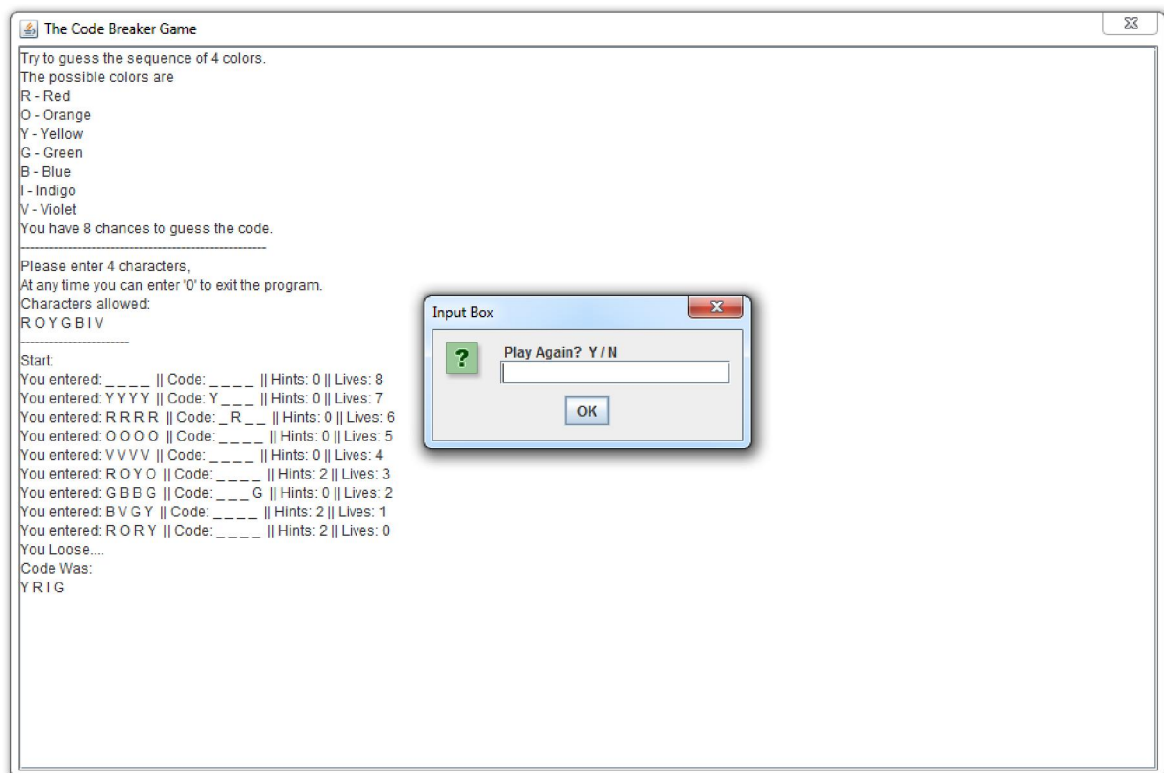 The Code Breaker Game
Try to guess the sequence of 4 colors.
The possible colors are
R - Red
O - Orange
Y - Yellow
G - Green
B - Blue
I - Indigo
V - Violet
You have 8 chances to guess the code.
----------------------------------------------------
Please enter 4 characters,
At any time you can enter '0' to exit the program.
Characters allowed:
R O Y G B I V
-----------------------
Start:
You entered: _ _ _ _ || Code: _ _ _ _ || Hints: 0 || Lives: 8
You entered: Y Y Y Y || Code: Y _ _ _ || Hints: 0 || Lives: 7
You entered: R R R R || Code: _ R _ _ || Hints: 0 || Lives: 6
You entered: O O O O || Code: _ _ _ _ || Hints: 0 || Lives: 5
You entered: V V V V || Code: _ _ _ _ || Hints: 0 || Lives: 4
You entered: R O Y O || Code: _ _ _ _ || Hints: 2 || Lives: 3
You entered: G B B G || Code: _ _ _ G || Hints: 0 || Lives: 2
You entered: B V G Y || Code: _ _ _ _ || Hints: 2 || Lives: 1
You entered: R O R Y || Code: _ _ _ _ || Hints: 2 || Lives: 0
You Loose....
Code Was:
Y R I G
Input Box
?
Play Again? Y / N
OK